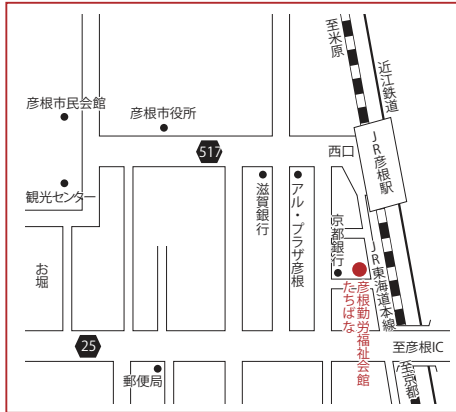 至米原
近江鉄道
彦根市民会館
彦根市役所
517
西口
JR彦根駅
観光センター
滋賀銀行
アル・プラザ彦根
京都銀行
JR東海道本線
お堀
彦根勤労福祉会館
たちばな
25
至彦根IC
郵便局
至京都